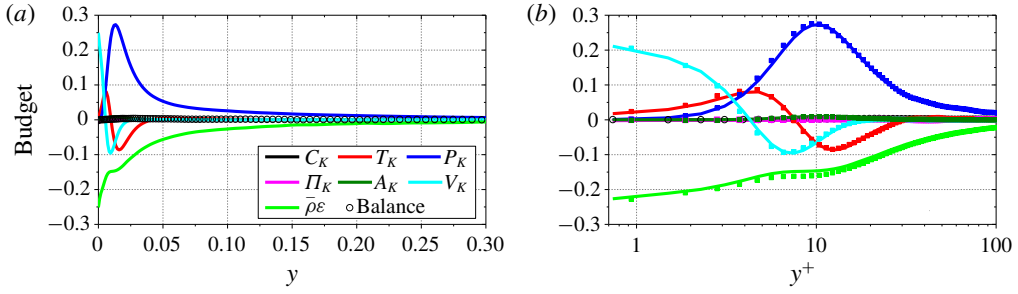 (a)
(b)
0.3
0.2
0.1
0
−0.1
−0.2
−0.3
Budget
C_K T_K P_K
Π_K A_K V_K
ρ̄ε Balance
0 0.05 0.10 0.15 0.20 0.25 0.30
y
0.3
0.2
0.1
0
−0.1
−0.2
−0.3
1 10 100
y⁺